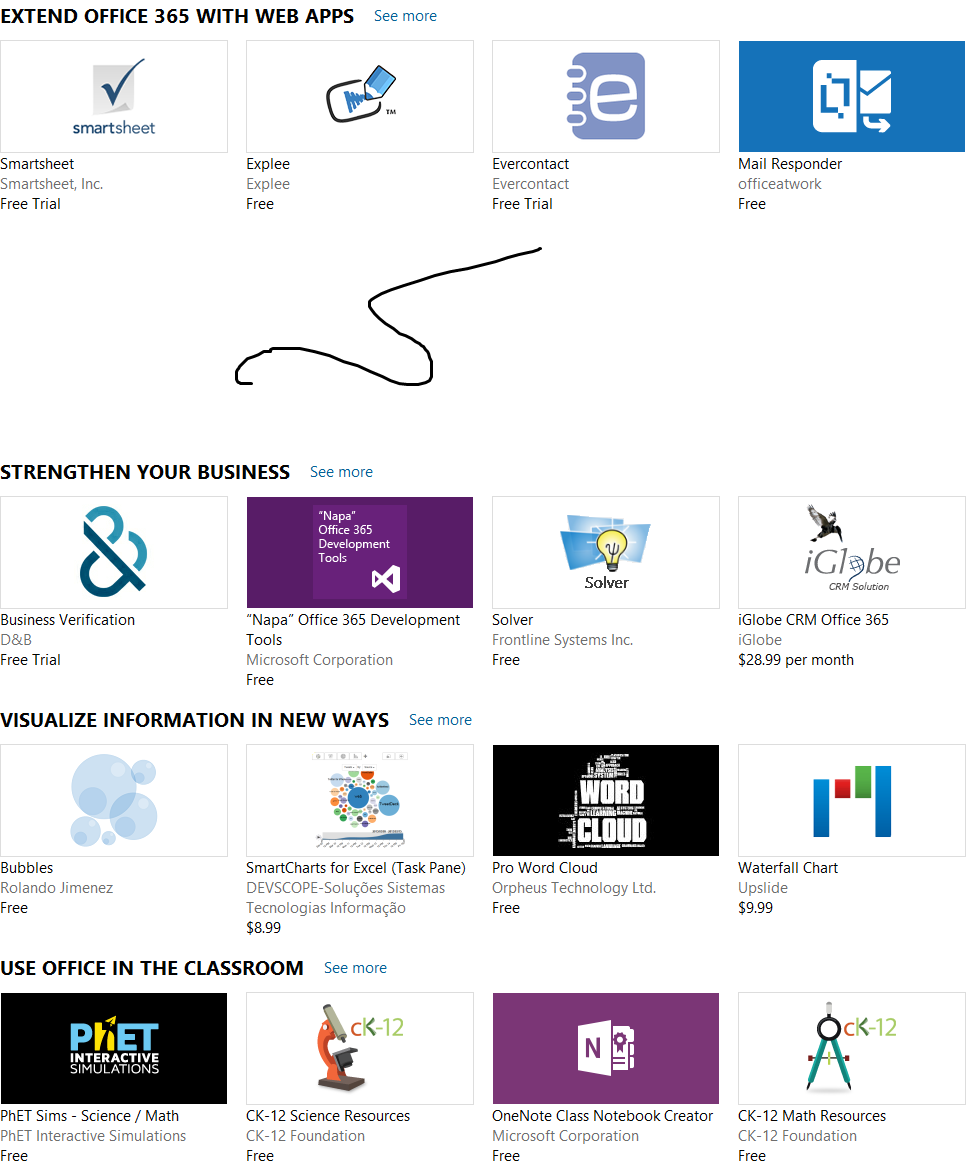 EXTEND OFFICE 365 WITH WEB APPS See more
smartsheet
TM
e
Smartsheet
Smartsheet, Inc.
Free Trial
Explee
Explee
Free
Evercontact
Evercontact
Free Trial
Mail Responder
officeatwork
Free
STRENGTHEN YOUR BUSINESS See more
&
"Napa"
Office 365
Development
Tools
Solver
iGlobe
CRM Solution
Business Verification
D&B
Free Trial
“Napa” Office 365 Development
Tools
Microsoft Corporation
Free
Solver
Frontline Systems Inc.
Free
iGlobe CRM Office 365
iGlobe
$28.99 per month
VISUALIZE INFORMATION IN NEW WAYS See more
WORD
CLOUD
Bubbles
Rolando Jimenez
Free
SmartCharts for Excel (Task Pane)
DEVSCOPE-Soluções Sistemas
Tecnologias Informação
$8.99
Pro Word Cloud
Orpheus Technology Ltd.
Free
Waterfall Chart
Upslide
$9.99
USE OFFICE IN THE CLASSROOM See more
PhET
INTERACTIVE
SIMULATIONS
cK-12
N
cK-12
PhET Sims - Science / Math
PhET Interactive Simulations
Free
CK-12 Science Resources
CK-12 Foundation
Free
OneNote Class Notebook Creator
Microsoft Corporation
Free
CK-12 Math Resources
CK-12 Foundation
Free